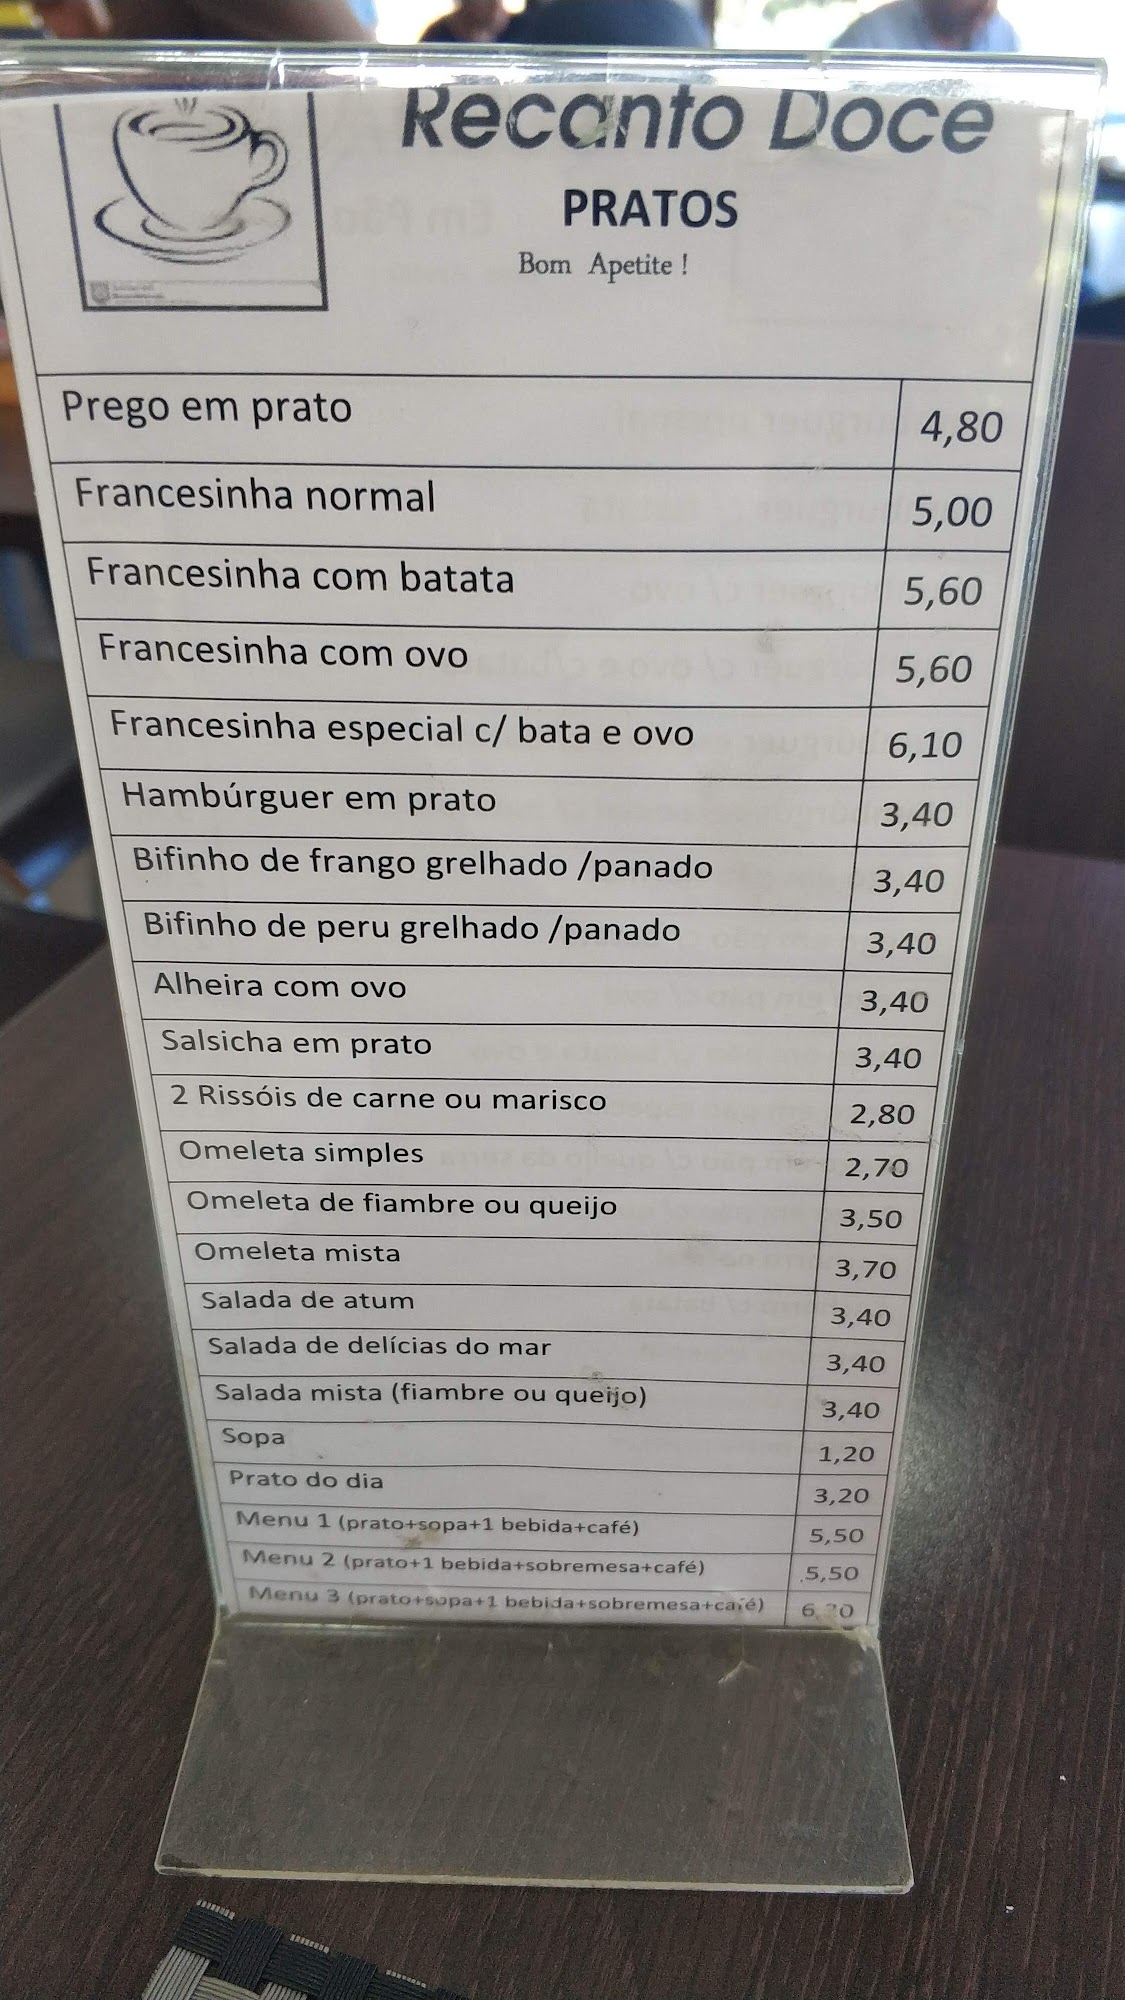 Recanto Doce
PRATOS
Bom Apetite !
Prego em prato 4,80
Francesinha normal 5,00
Francesinha com batata 5,60
Francesinha com ovo 5,60
Francesinha especial c/ bata e ovo 6,10
Hambúrguer em prato 3,40
Bifinho de frango grelhado /panado 3,40
Bifinho de peru grelhado /panado 3,40
Alheira com ovo 3,40
Salsicha em prato 3,40
2 Rissóis de carne ou marisco 2,80
Omeleta simples 2,70
Omeleta de fiambre ou queijo 3,50
Omeleta mista 3,70
Salada de atum 3,40
Salada de delícias do mar 3,40
Salada mista (fiambre ou queijo) 3,40
Sopa 1,20
Prato do dia 3,20
Menu 1 (prato+sopa+1 bebida+café) 5,50
Menu 2 (prato+1 bebida+sobremesa+café) 5,50
Menu 3 (prato+sopa+1 bebida+sobremesa+café)